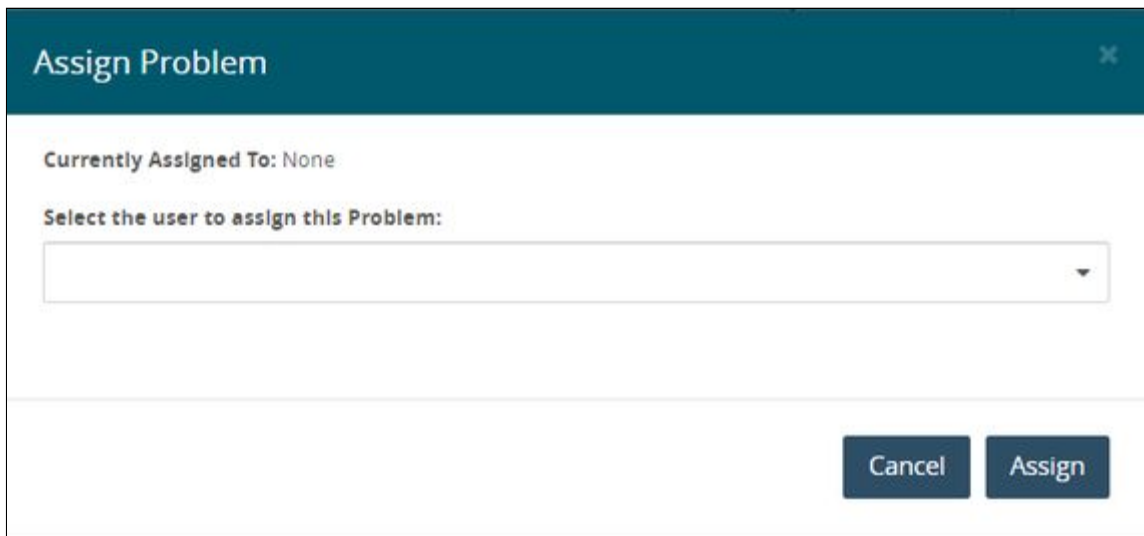 Assign Problem
Currently Assigned To: None
Select the user to assign this Problem:
Cancel Assign